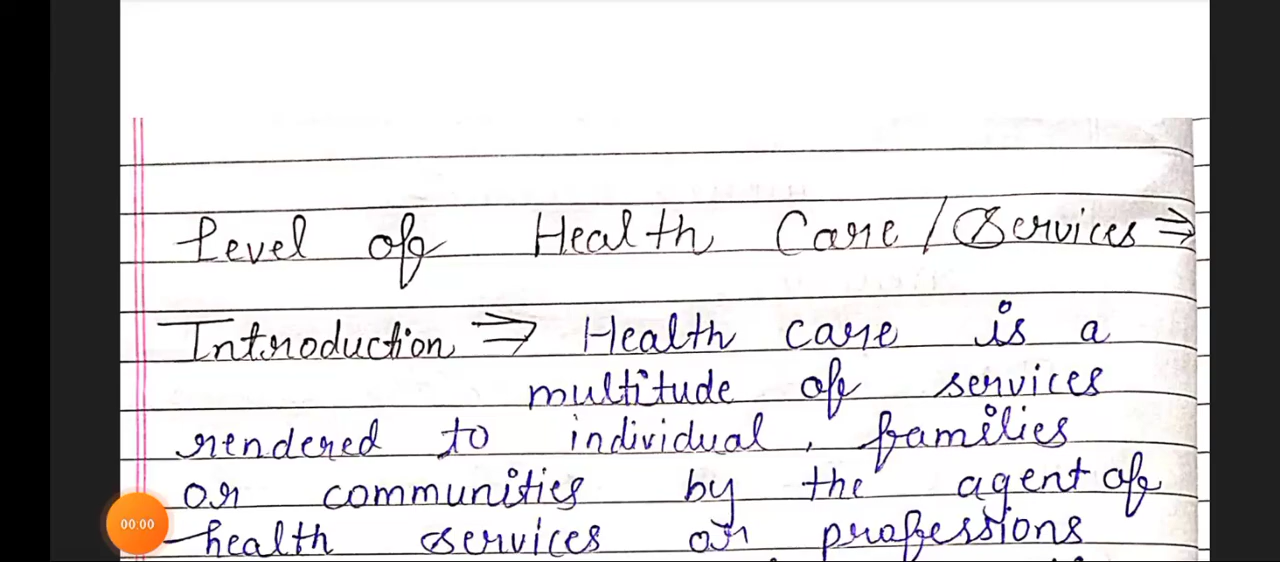 Level of Health Care/Services ⇒
Introduction ⇒ Health care is a
multitude of services
rendered to individual, families
or communities by the agent of
health services or professions
00:00